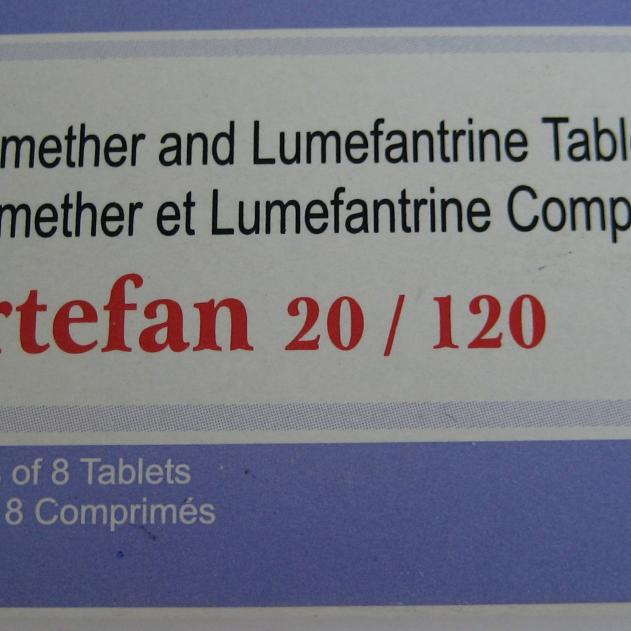 mether and Lumefantrine Tabl
mether et Lumefantrine Comp
rtefan 20 / 120
of 8 Tablets
8 Comprimés